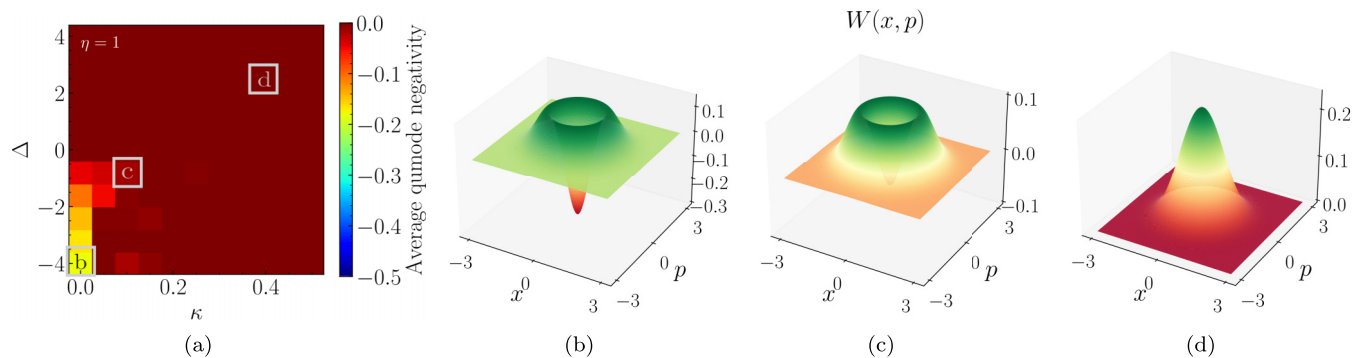 W(x, p)
η = 1
4
2
0
−2
−4
Δ
b
c
d
0.0
0.2
0.4
κ
0.0
−0.1
−0.2
−0.3
−0.4
−0.5
Average qumode negativity
0.1
0.0
−0.1
−0.2
−0.3
−3
0
3
x
−3
0
3
p
0.1
0.0
−0.1
−3
0
3
x
−3
0
3
p
0.2
0.1
0.0
−3
0
3
x
−3
0
3
p
(a)
(b)
(c)
(d)